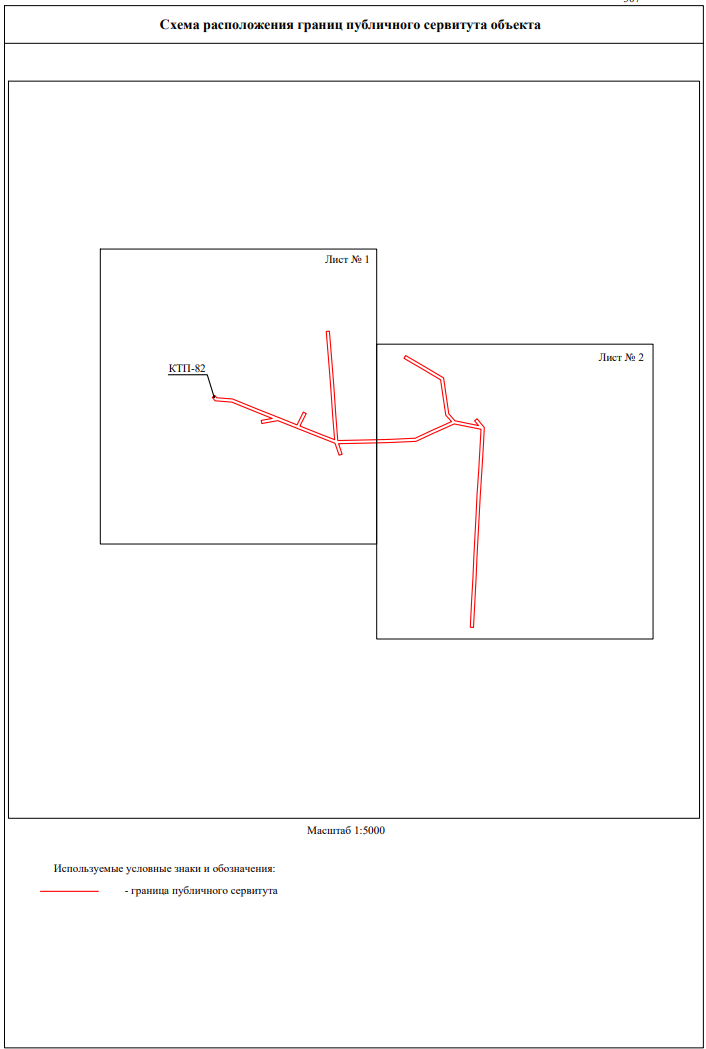 Схема расположения границ публичного сервитута объекта
Лист № 1
Лист № 2
КТП-82
Масштаб 1:5000
Используемые условные знаки и обозначения:
- граница публичного сервитута